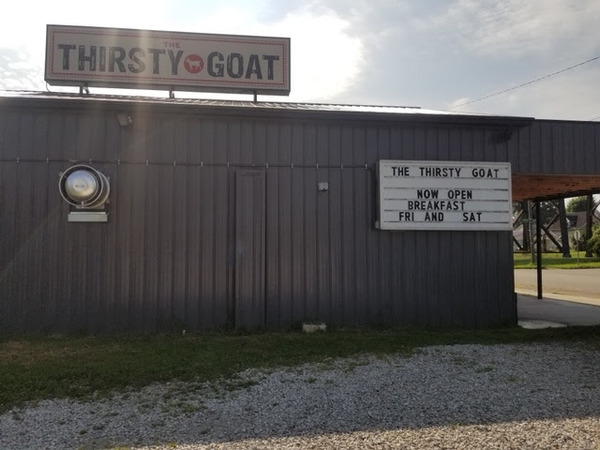 THE
THIRSTY GOAT
THE THIRSTY GOAT
NOW OPEN
BREAKFAST
FRI AND SAT